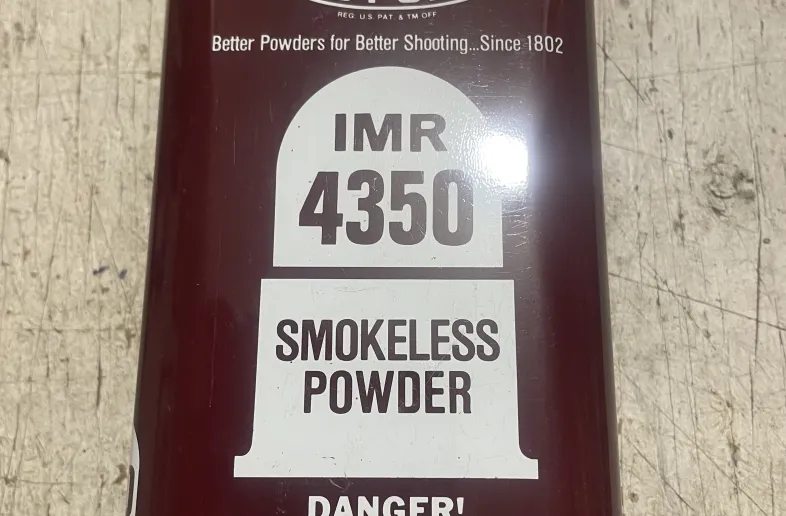 REG. U.S. PAT. & TM OFF.
Better Powders for Better Shooting...Since 1802
IMR
4350
SMOKELESS
POWDER
DANGER!